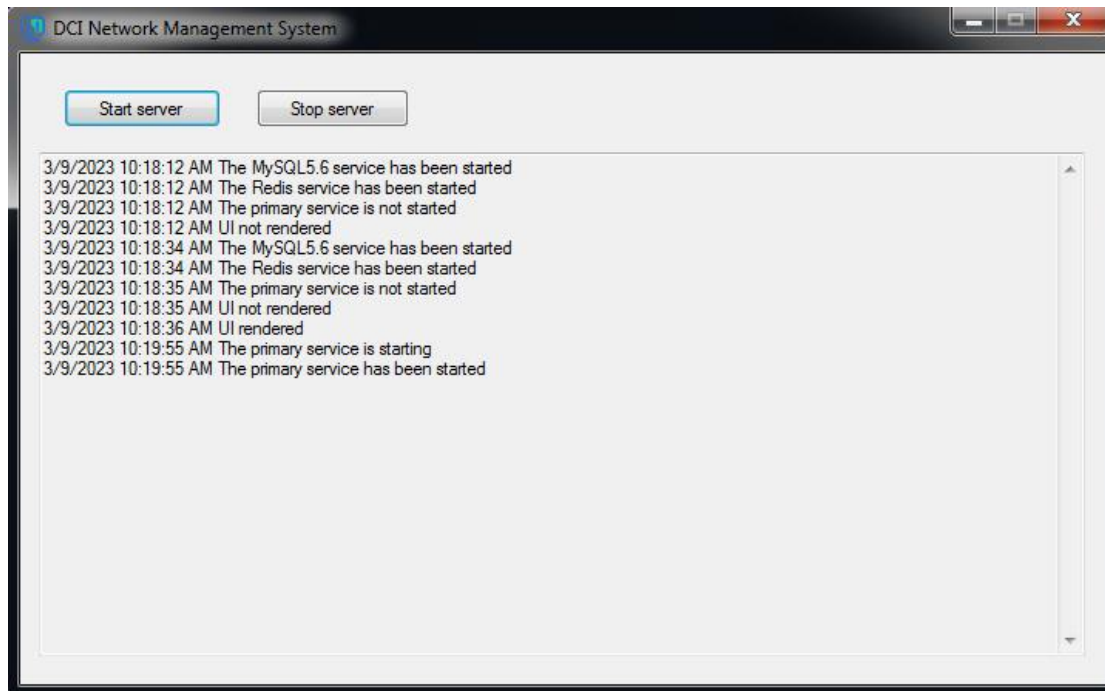 DCI Network Management System
Start server
Stop server
3/9/2023 10:18:12 AM The MySQL5.6 service has been started
3/9/2023 10:18:12 AM The Redis service has been started
3/9/2023 10:18:12 AM The primary service is not started
3/9/2023 10:18:12 AM UI not rendered
3/9/2023 10:18:34 AM The MySQL5.6 service has been started
3/9/2023 10:18:34 AM The Redis service has been started
3/9/2023 10:18:35 AM The primary service is not started
3/9/2023 10:18:35 AM UI not rendered
3/9/2023 10:18:36 AM UI rendered
3/9/2023 10:19:55 AM The primary service is starting
3/9/2023 10:19:55 AM The primary service has been started